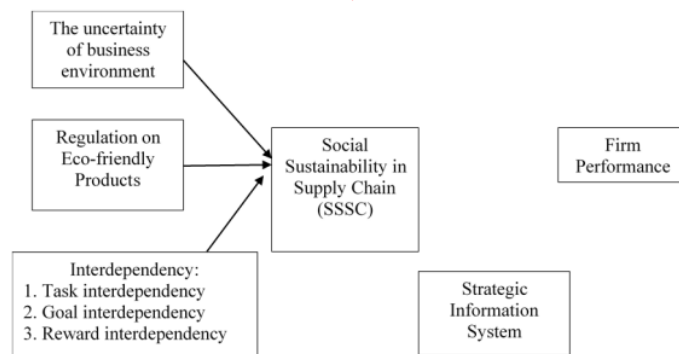 The uncertainty
of business
environment
Regulation on
Eco-friendly
Products
Interdependency:
1. Task interdependency
2. Goal interdependency
3. Reward interdependency
Social
Sustainability in
Supply Chain
(SSSC)
Strategic
Information
System
Firm
Performance